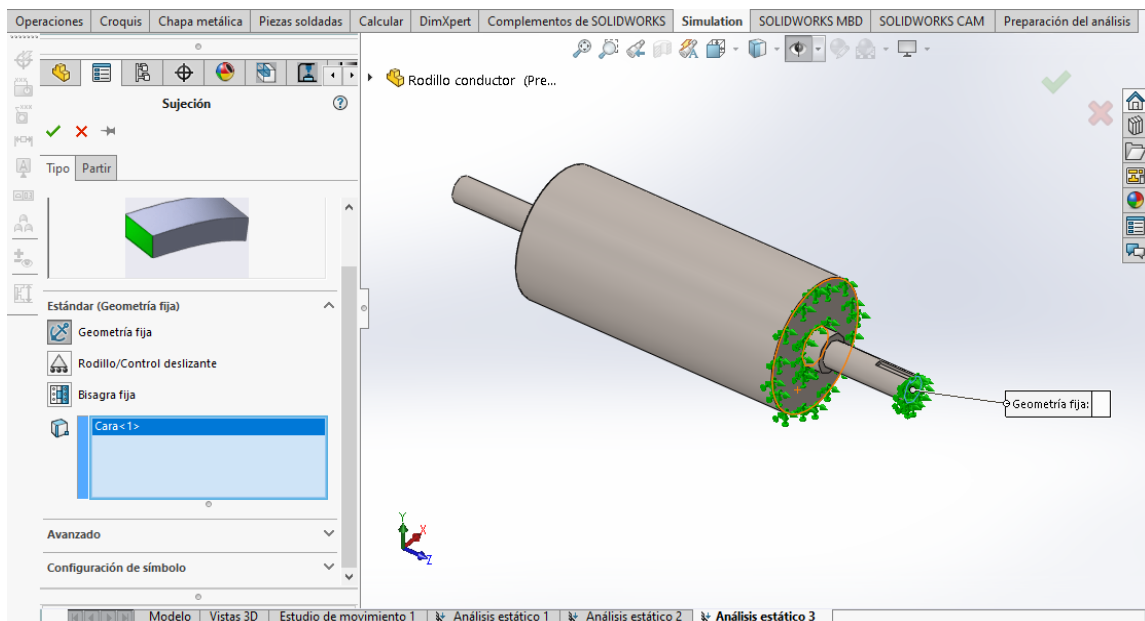 Operaciones Croquis Chapa metálica Piezas soldadas Calcular DimXpert Complementos de SOLIDWORKS Simulation SOLIDWORKS MBD SOLIDWORKS CAM Preparación del análisis
Rodillo conductor (Pre...
Sujeción
Tipo Partir
Estándar (Geometría fija)
Geometría fija
Rodillo/Control deslizante
Bisagra fija
Cara<1>
Geometría fija:
Avanzado
Configuración de símbolo
Y
X
Z
Modelo Vistas 3D Estudio de movimiento 1 Análisis estático 1 Análisis estático 2 Análisis estático 3